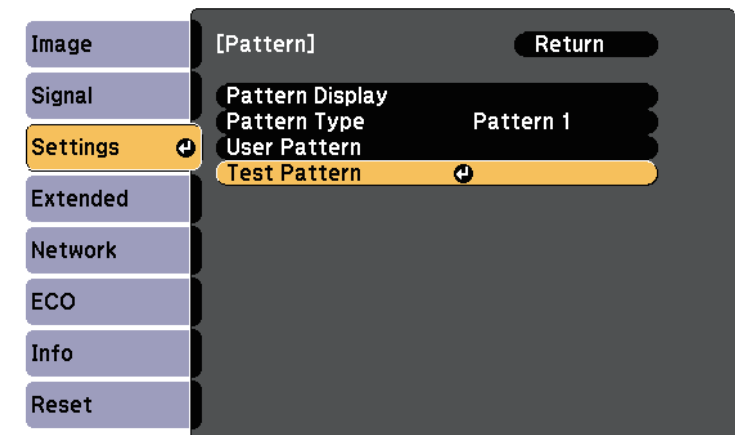 Image
Signal
Settings
Extended
Network
ECO
Info
Reset
[Pattern] Return
Pattern Display
Pattern Type Pattern 1
User Pattern
Test Pattern